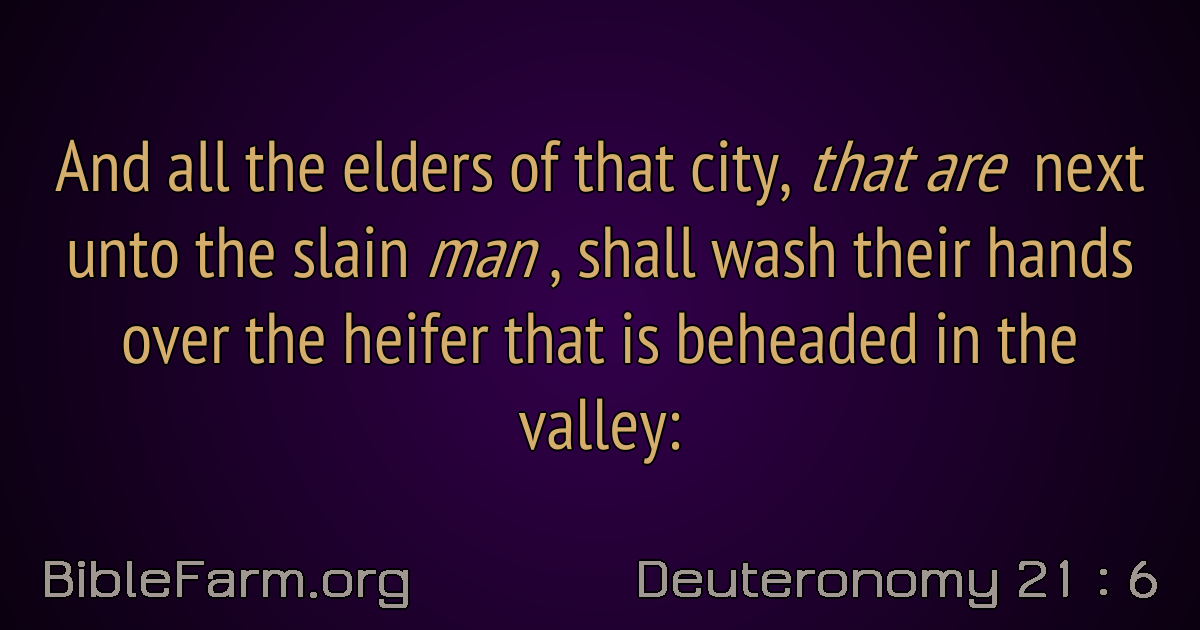 And all the elders of that city, that are next
unto the slain man , shall wash their hands
over the heifer that is beheaded in the
valley:
BibleFarm.org
Deuteronomy 21 : 6